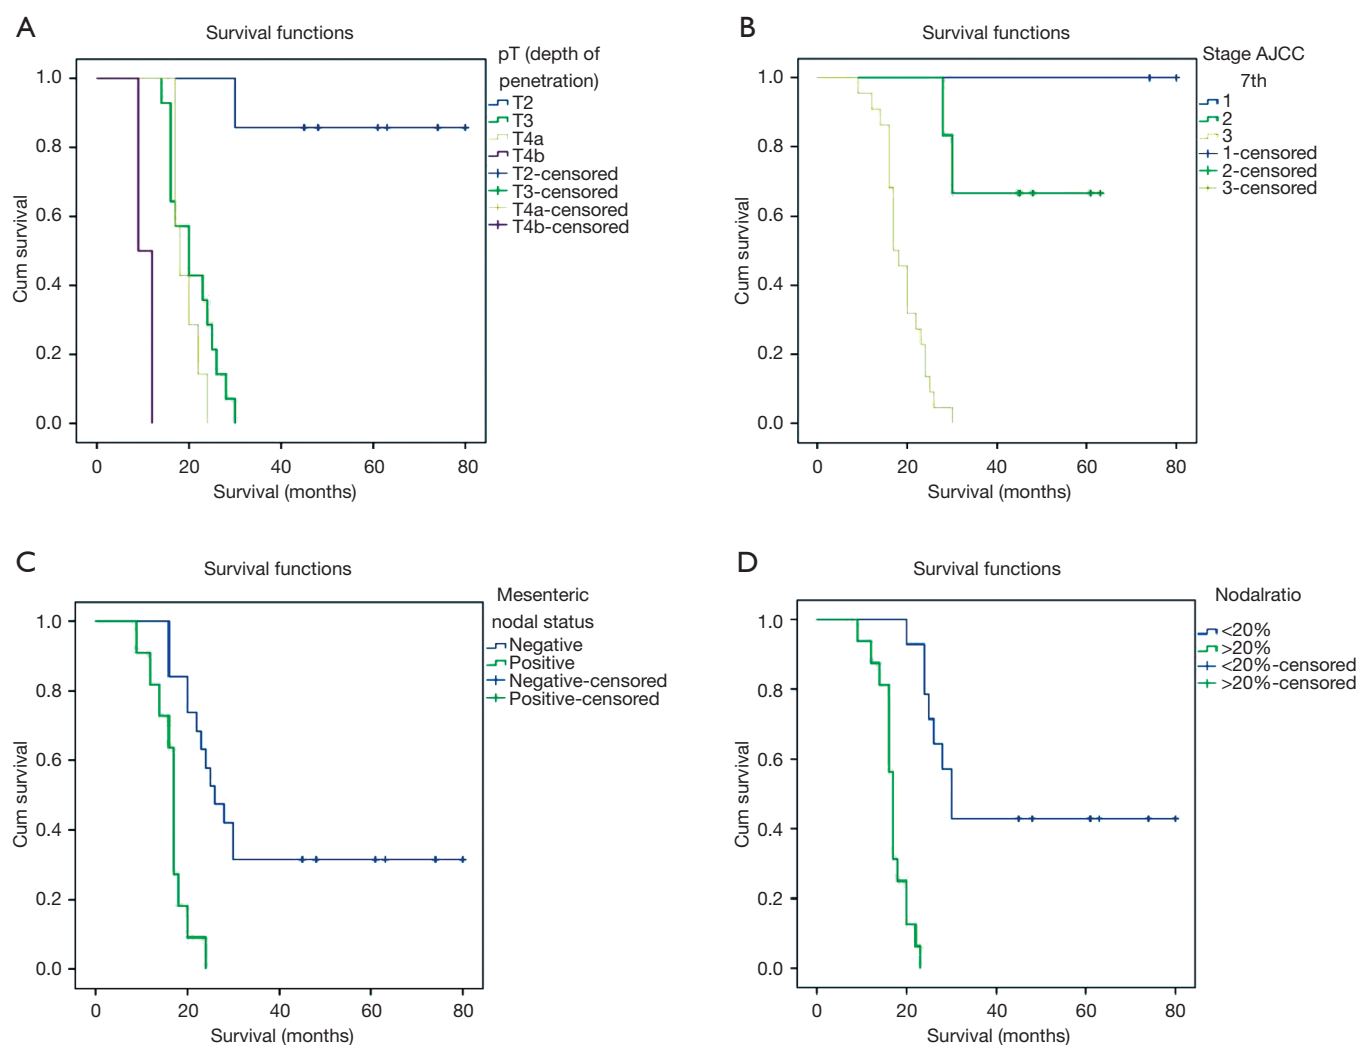 A
Survival functions
pT (depth of
penetration)
T2
T3
T4a
T4b
T2-censored
T3-censored
T4a-censored
T4b-censored
Cum survival
1.0
0.8
0.6
0.4
0.2
0.0
0 20 40 60 80
Survival (months)
B
Survival functions
Stage AJCC
7th
1
2
3
1-censored
2-censored
3-censored
Cum survival
1.0
0.8
0.6
0.4
0.2
0.0
0 20 40 60 80
Survival (months)
C
Survival functions
Mesenteric
nodal status
Negative
Positive
Negative-censored
Positive-censored
Cum survival
1.0
0.8
0.6
0.4
0.2
0.0
0 20 40 60 80
Survival (months)
D
Survival functions
Nodalratio
<20%
>20%
<20%-censored
>20%-censored
Cum survival
1.0
0.8
0.6
0.4
0.2
0.0
0 20 40 60 80
Survival (months)